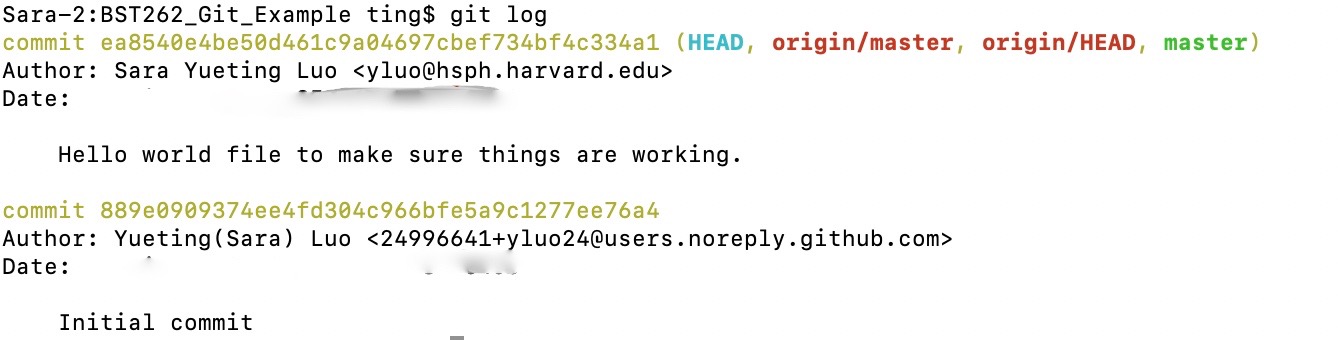 Sara-2:BST262_Git_Example ting$ git log
commit ea8540e4be50d461c9a04697cbef734bf4c334a1 (HEAD, origin/master, origin/HEAD, master)
Author: Sara Yueting Luo <yluo@hsph.harvard.edu>
Date:
Hello world file to make sure things are working.
commit 889e0909374ee4fd304c966bfe5a9c1277ee76a4
Author: Yueting(Sara) Luo <24996641+yluo24@users.noreply.github.com>
Date:
Initial commit